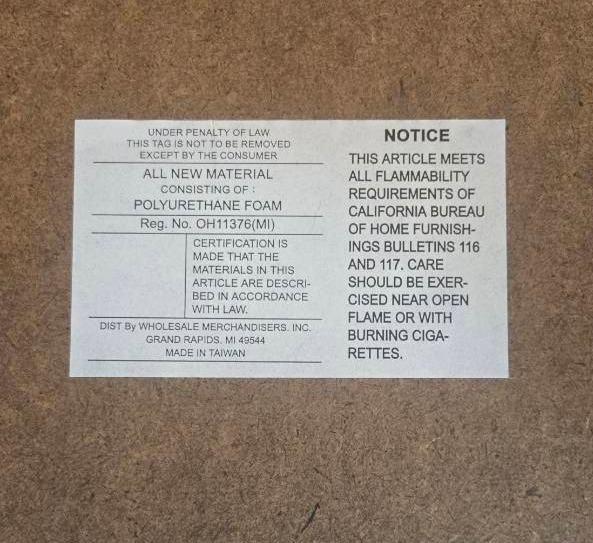 UNDER PENALTY OF LAW
THIS TAG IS NOT TO BE REMOVED
EXCEPT BY THE CONSUMER
ALL NEW MATERIAL
CONSISTING OF :
POLYURETHANE FOAM
Reg. No. OH11376(MI)
CERTIFICATION IS
MADE THAT THE
MATERIALS IN THIS
ARTICLE ARE DESCRI-
BED IN ACCORDANCE
WITH LAW.
DIST By WHOLESALE MERCHANDISERS. INC.
GRAND RAPIDS. MI 49544
MADE IN TAIWAN
NOTICE
THIS ARTICLE MEETS
ALL FLAMMABILITY
REQUIREMENTS OF
CALIFORNIA BUREAU
OF HOME FURNISH-
INGS BULLETINS 116
AND 117. CARE
SHOULD BE EXER-
CISED NEAR OPEN
FLAME OR WITH
BURNING CIGA-
RETTES.